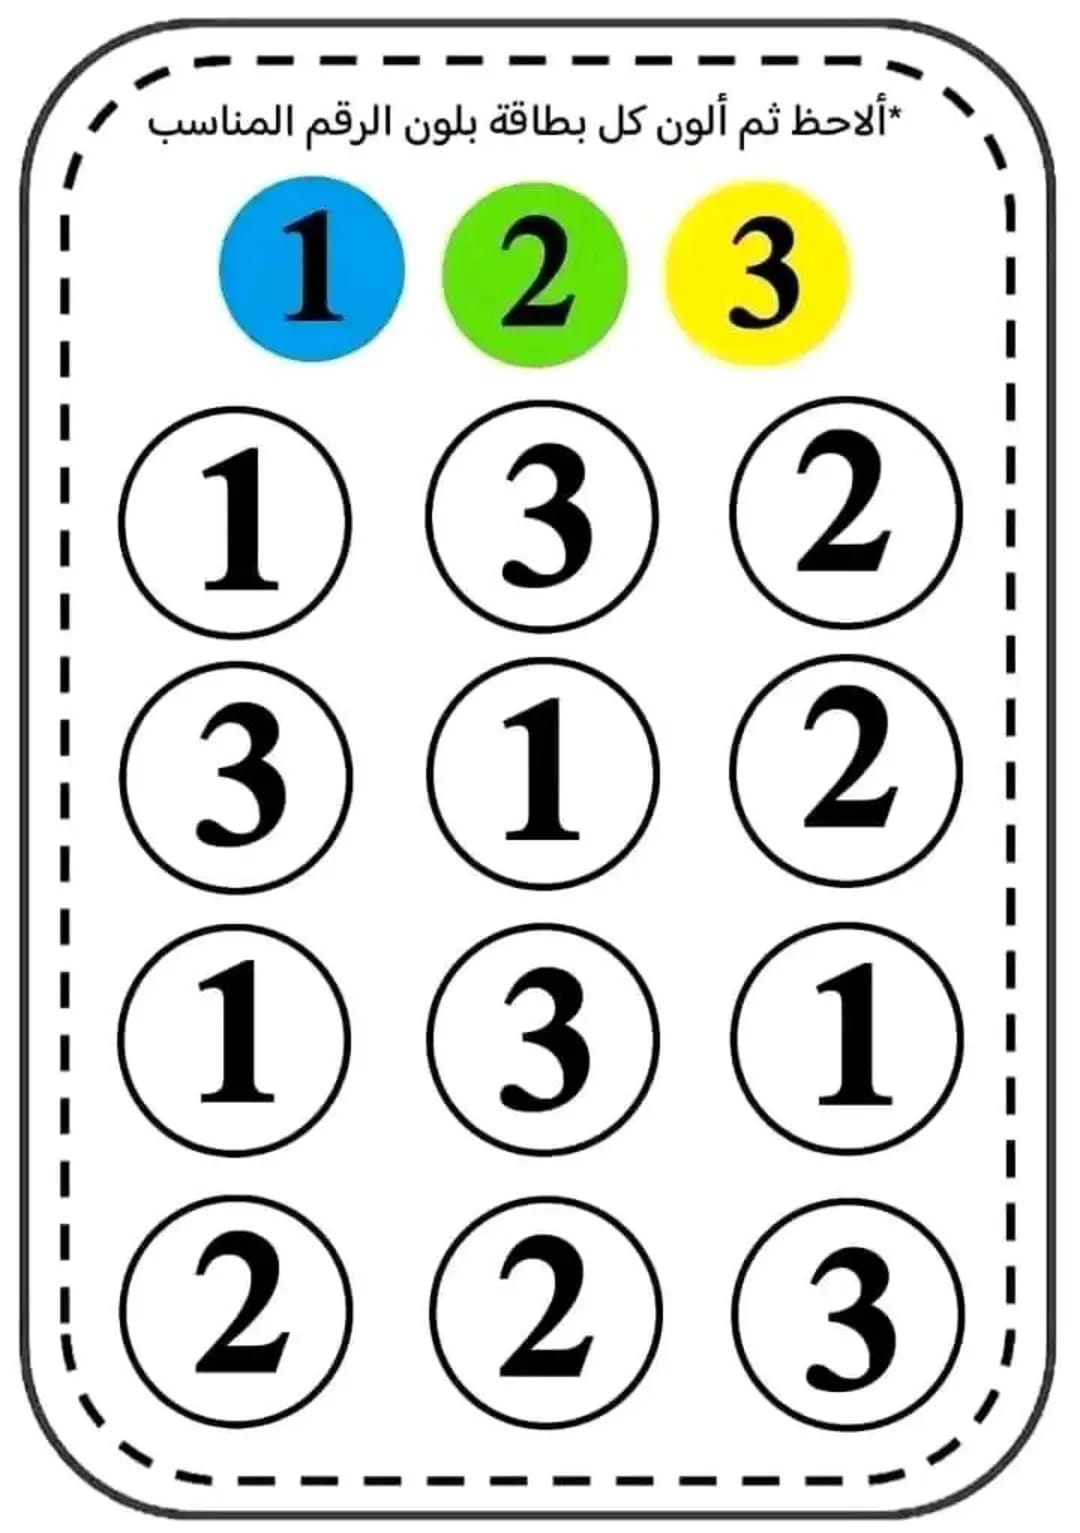 *ألاحظ ثم ألون كل بطاقة بلون الرقم المناسب
1 2 3
1 3 2
3 1 2
1 3 1
2 2 3